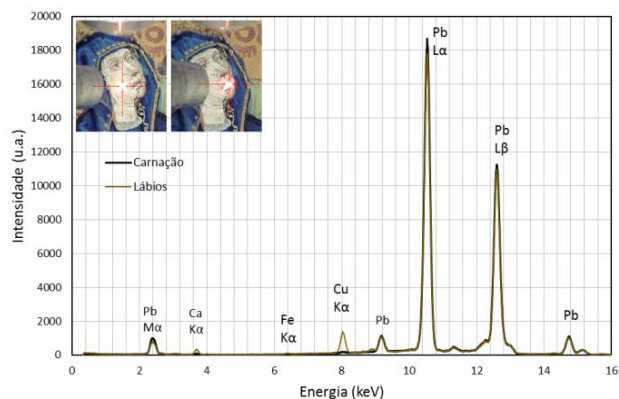 20000
18000
16000
14000
12000
10000
8000
6000
4000
2000
0
Intensidade (u.a.)
Carnação
Lábios
Pb
Mα
Ca
Kα
Fe
Kα
Cu
Kα
Pb
Pb
Lα
Pb
Lβ
Pb
0 2 4 6 8 10 12 14 16
Energia (keV)